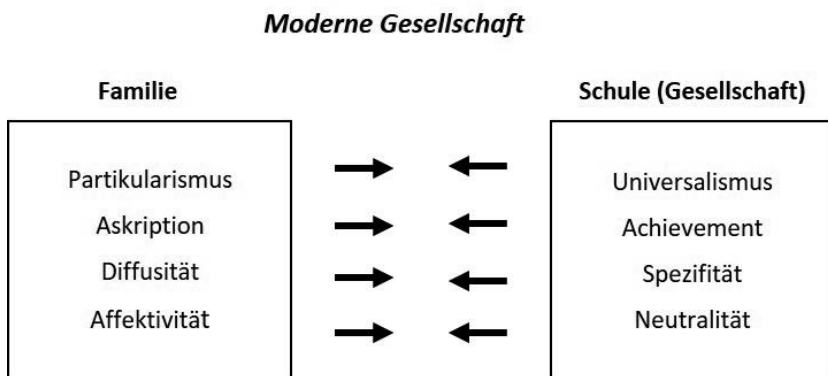 Moderne Gesellschaft
Familie
Schule (Gesellschaft)
Partikularismus
Askription
Diffusität
Affektivität
Universalismus
Achievement
Spezifität
Neutralität